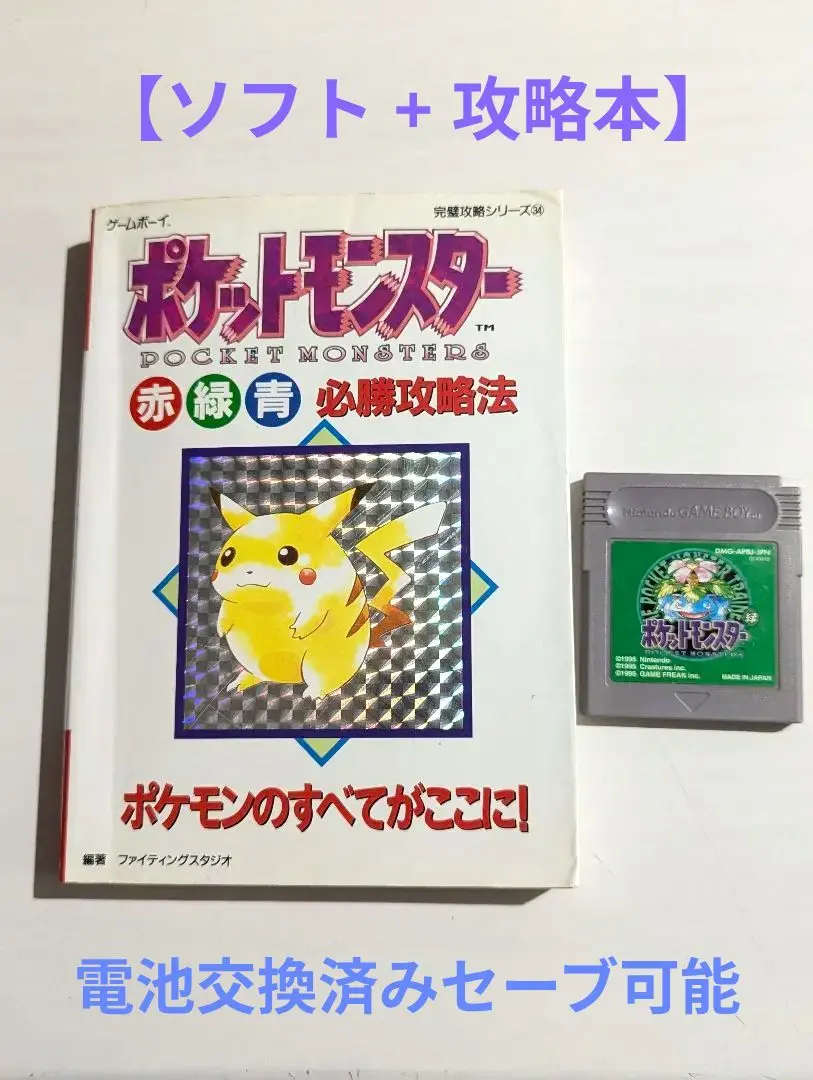 【ソフト + 攻略本】
ゲームボーイ™
完璧攻略シリーズ㉞
ポケットモンスター™
POCKET MONSTERS
赤 緑 青 必勝攻略法
ポケモンのすべてがここに!
編著 ファイティングスタジオ
Nintendo GAME BOY™
DMG-APBJ-JPN
緑
ポケットモンスター
POCKET MONSTERS
©1995 Nintendo
©1995 Creatures inc.
©1995 GAME FREAK inc.
MADE IN JAPAN
電池交換済みセーブ可能